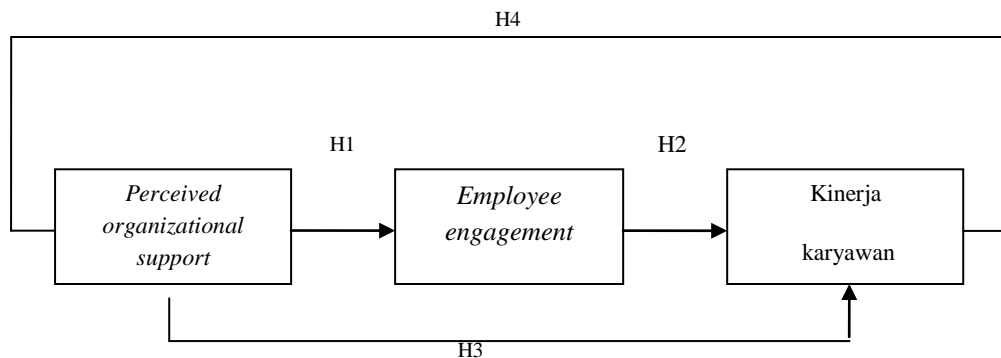 H4
H1
H2
Perceived
organizational
support
Employee
engagement
Kinerja
karyawan
H3